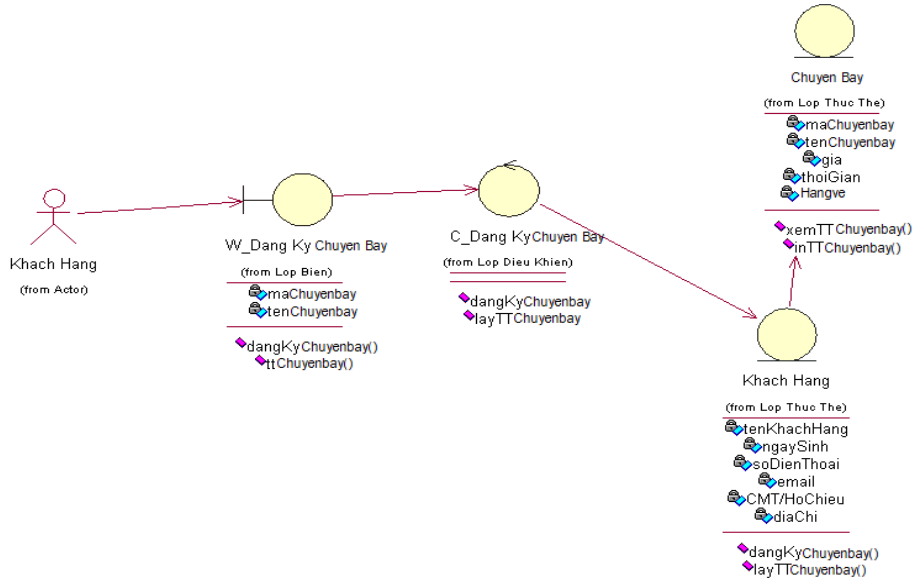 Khach Hang
(from Actor)
W_Dang Ky Chuyen Bay
(from Lop Bien)
maChuyenbay
tenChuyenbay
dangKyChuyenbay()
ttChuyenbay()
C_Dang KyChuyen Bay
(from Lop Dieu Khien)
dangKyChuyenbay
layTTChuyenbay
Chuyen Bay
(from Lop Thuc The)
maChuyenbay
tenChuyenbay
gia
thoiGian
Hangve
xemTTChuyenbay()
inTTChuyenbay()
Khach Hang
(from Lop Thuc The)
tenKhachHang
ngaySinh
soDienThoai
email
CMT/HoChieu
diaChi
dangKyChuyenbay()
layTTChuyenbay()